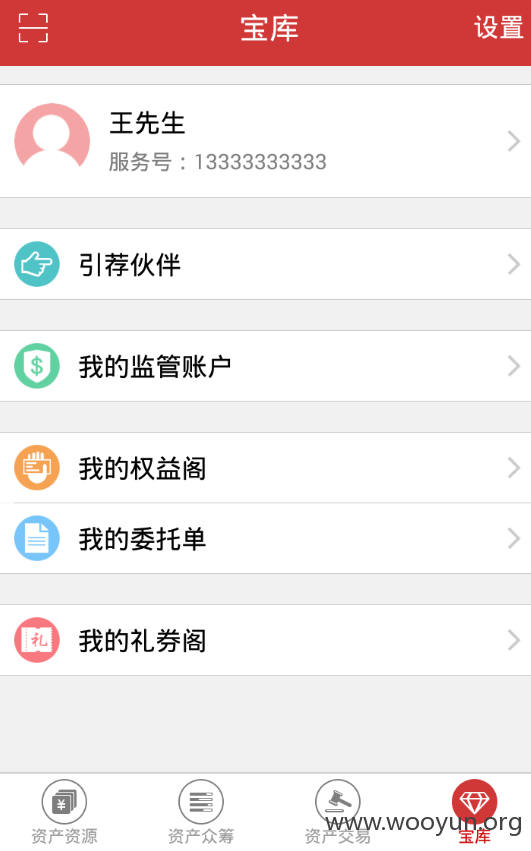 宝库
设置
王先生
服务号：13333333333
引荐伙伴
我的监管账户
我的权益阁
我的委托单
礼
我的礼券阁
资产资源
资产众筹
资产交易
宝库
www.wooyun.org